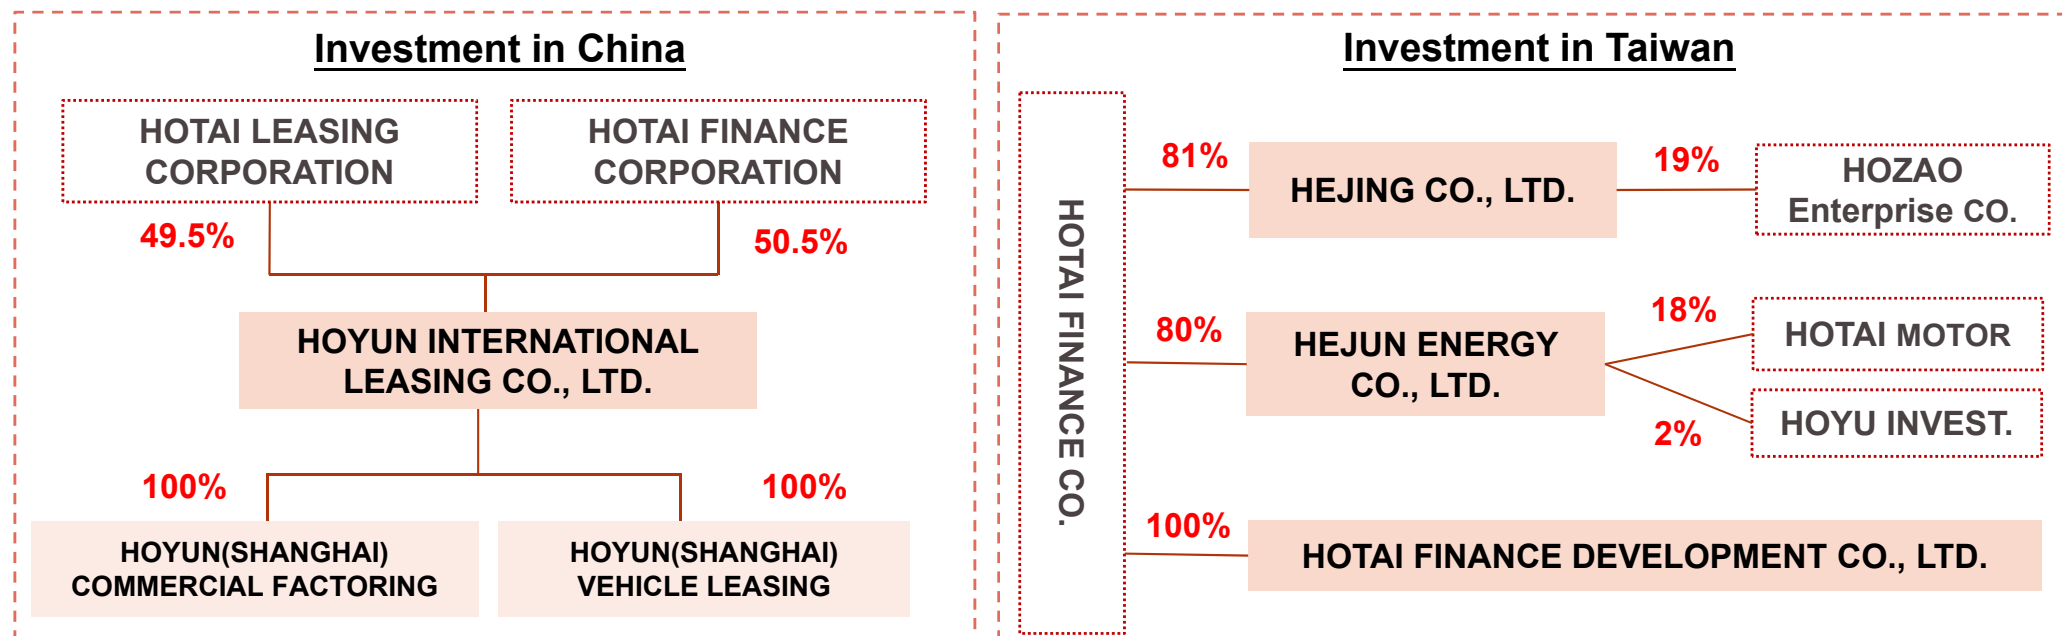 Investment in China
HOTAI LEASING
CORPORATION
HOTAI FINANCE
CORPORATION
49.5%
50.5%
HOYUN INTERNATIONAL
LEASING CO., LTD.
100%
100%
HOYUN(SHANGHAI)
COMMERCIAL FACTORING
HOYUN(SHANGHAI)
VEHICLE LEASING
Investment in Taiwan
HOTAI FINANCE CO.
81%
HEJING CO., LTD.
19%
HOZAO
Enterprise CO.
80%
HEJUN ENERGY
CO., LTD.
18%
HOTAI MOTOR
2%
HOYU INVEST.
100%
HOTAI FINANCE DEVELOPMENT CO., LTD.